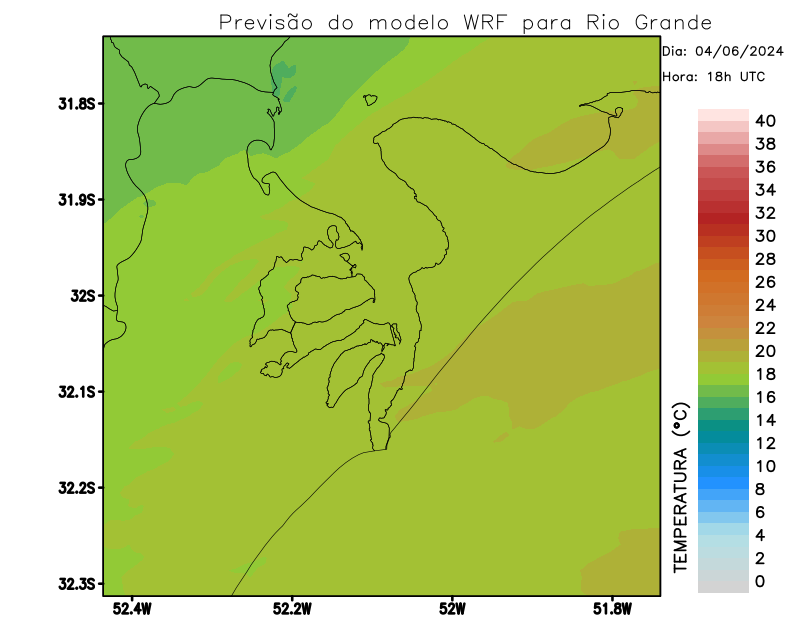 Previsão do modelo WRF para Rio Grande
Dia: 04/06/2024
Hora: 18h UTC
31.8S
31.9S
32S
32.1S
32.2S
32.3S
52.4W
52.2W
52W
51.8W
TEMPERATURA (°C)
40
38
36
34
32
30
28
26
24
22
20
18
16
14
12
10
8
6
4
2
0